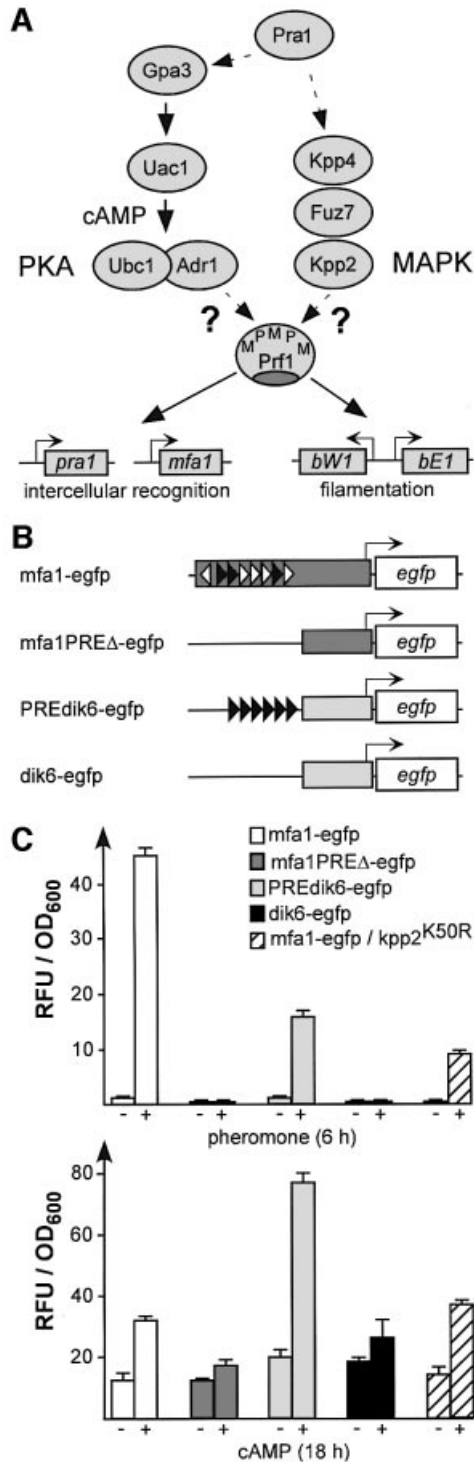 A
Pra1
Gpa3
Uac1
Kpp4
cAMP
Fuz7
PKA
Ubc1
Adr1
Kpp2
MAPK
?
?
M P M P M
Prf1
pra1
mfa1
bW1
bE1
intercellular recognition
filamentation
B
mfa1-egfp
egfp
mfa1PREΔ-egfp
egfp
PREdik6-egfp
egfp
dik6-egfp
egfp
C
mfa1-egfp
mfa1PREΔ-egfp
PREdik6-egfp
dik6-egfp
mfa1-egfp / kpp2K50R
RFU / OD600
40
30
20
10
- + - + - + - + - +
pheromone (6 h)
RFU / OD600
80
60
40
20
- + - + - + - + - +
cAMP (18 h)